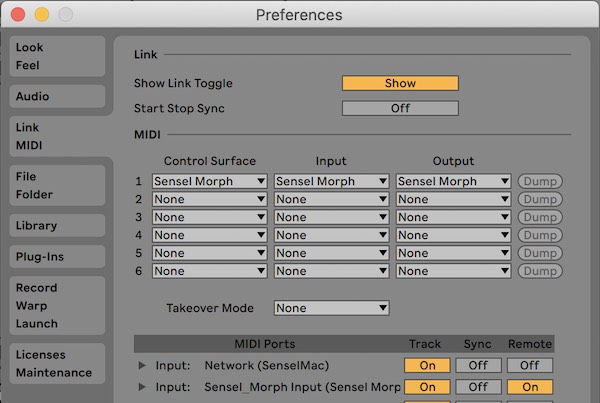 Preferences
Look
Feel
Audio
Link
MIDI
File
Folder
Library
Plug-Ins
Record
Warp
Launch
Licenses
Maintenance
Link
Show Link Toggle Show
Start Stop Sync Off
MIDI
Control Surface Input Output
1 Sensel Morph Sensel Morph Sensel Morph Dump
2 None None None Dump
3 None None None Dump
4 None None None Dump
5 None None None Dump
6 None None None Dump
Takeover Mode None
MIDI Ports Track Sync Remote
Input: Network (SenselMac) On Off Off
Input: Sensel_Morph Input (Sensel Morp On Off On